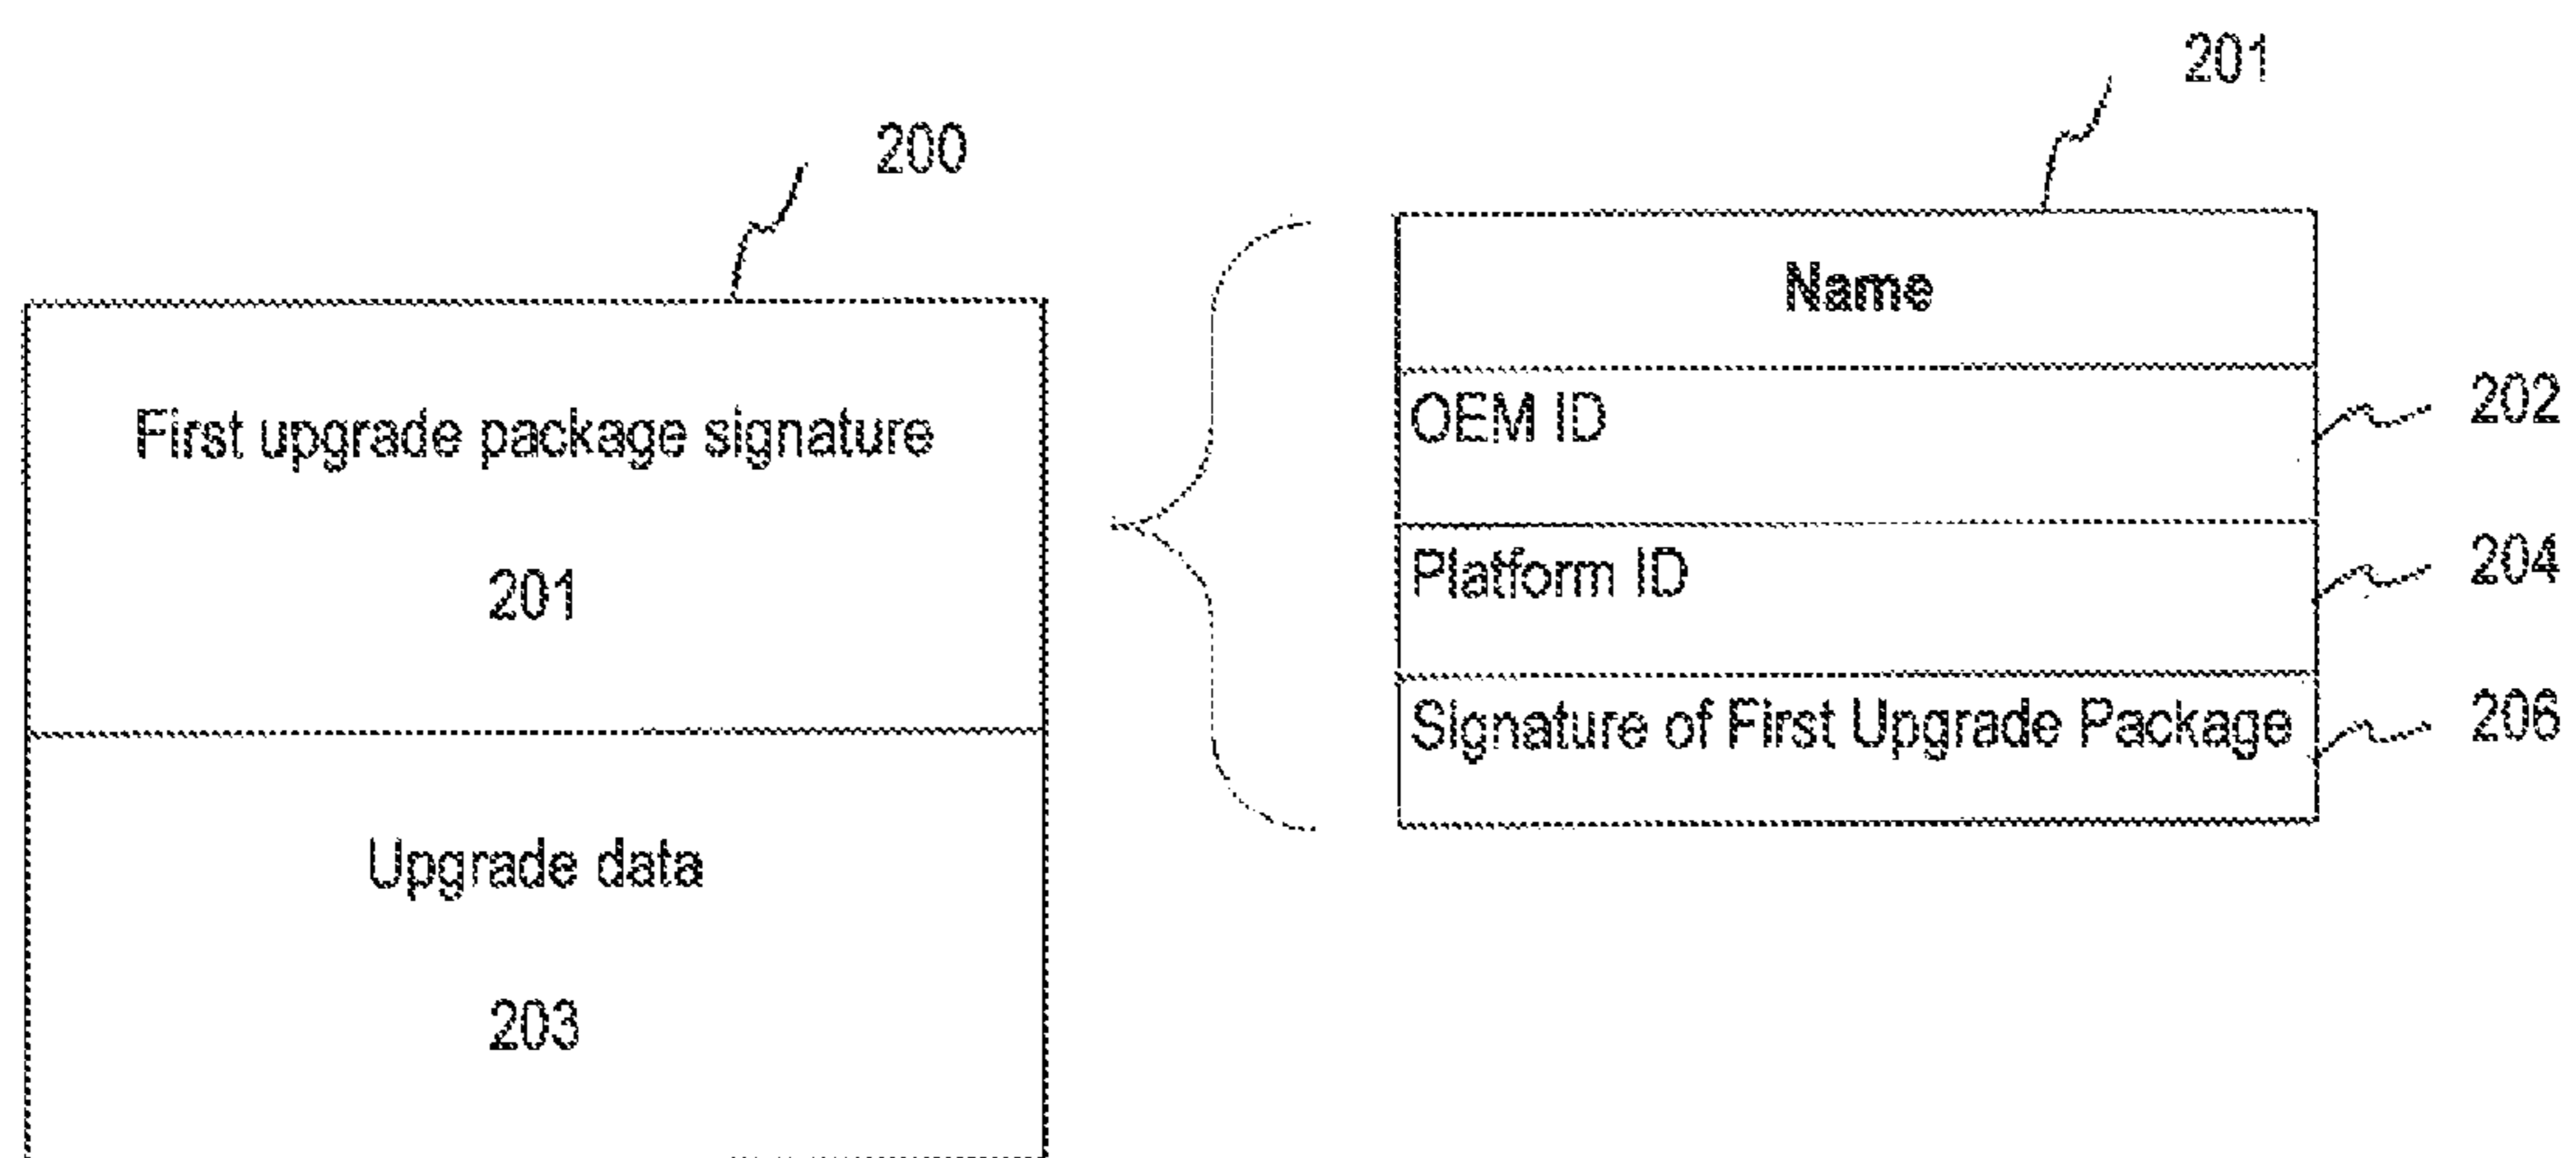 200
First upgrade package signature
201
Upgrade data
203
201
Name
OEM ID
202
Platform ID
204
Signature of First Upgrade Package
206